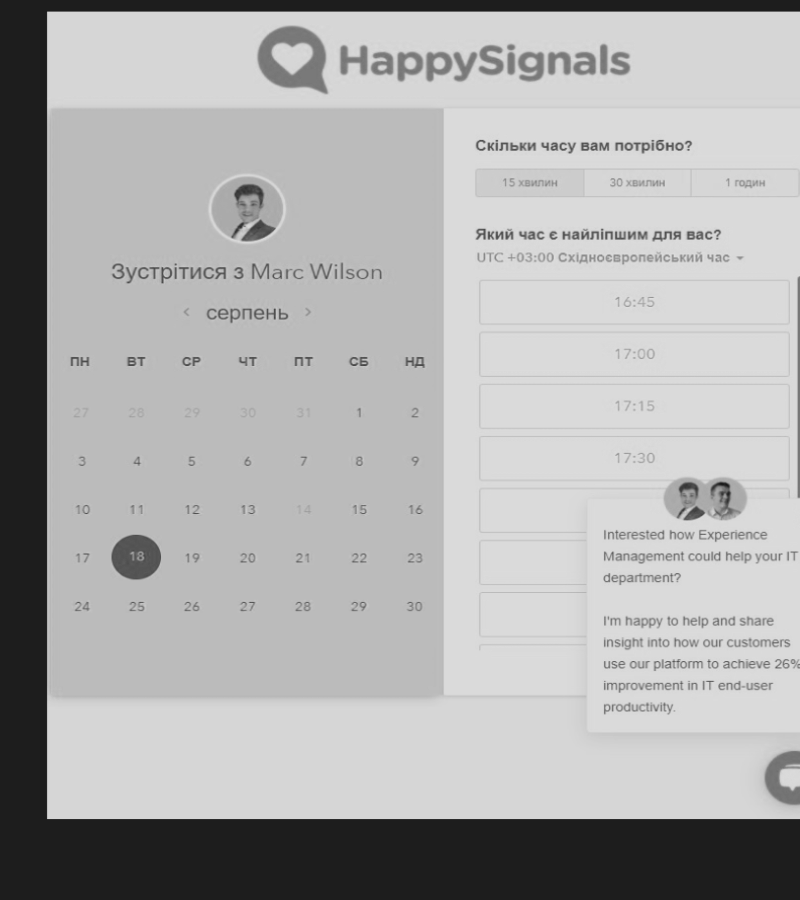 HappySignals
Зустрітися з Marc Wilson
< серпень >
ПН ВТ СР ЧТ ПТ СБ НД
27 28 29 30 31 1 2
3 4 5 6 7 8 9
10 11 12 13 14 15 16
17 18 19 20 21 22 23
24 25 26 27 28 29 30
Скільки часу вам потрібно?
15 хвилин 30 хвилин 1 годин
Який час є найліпшим для вас?
UTC +03:00 Східноєвропейський час
16:45
17:00
17:15
17:30
Interested how Experience
Management could help your IT
department?
I'm happy to help and share
insight into how our customers
use our platform to achieve 26%
improvement in IT end-user
productivity.